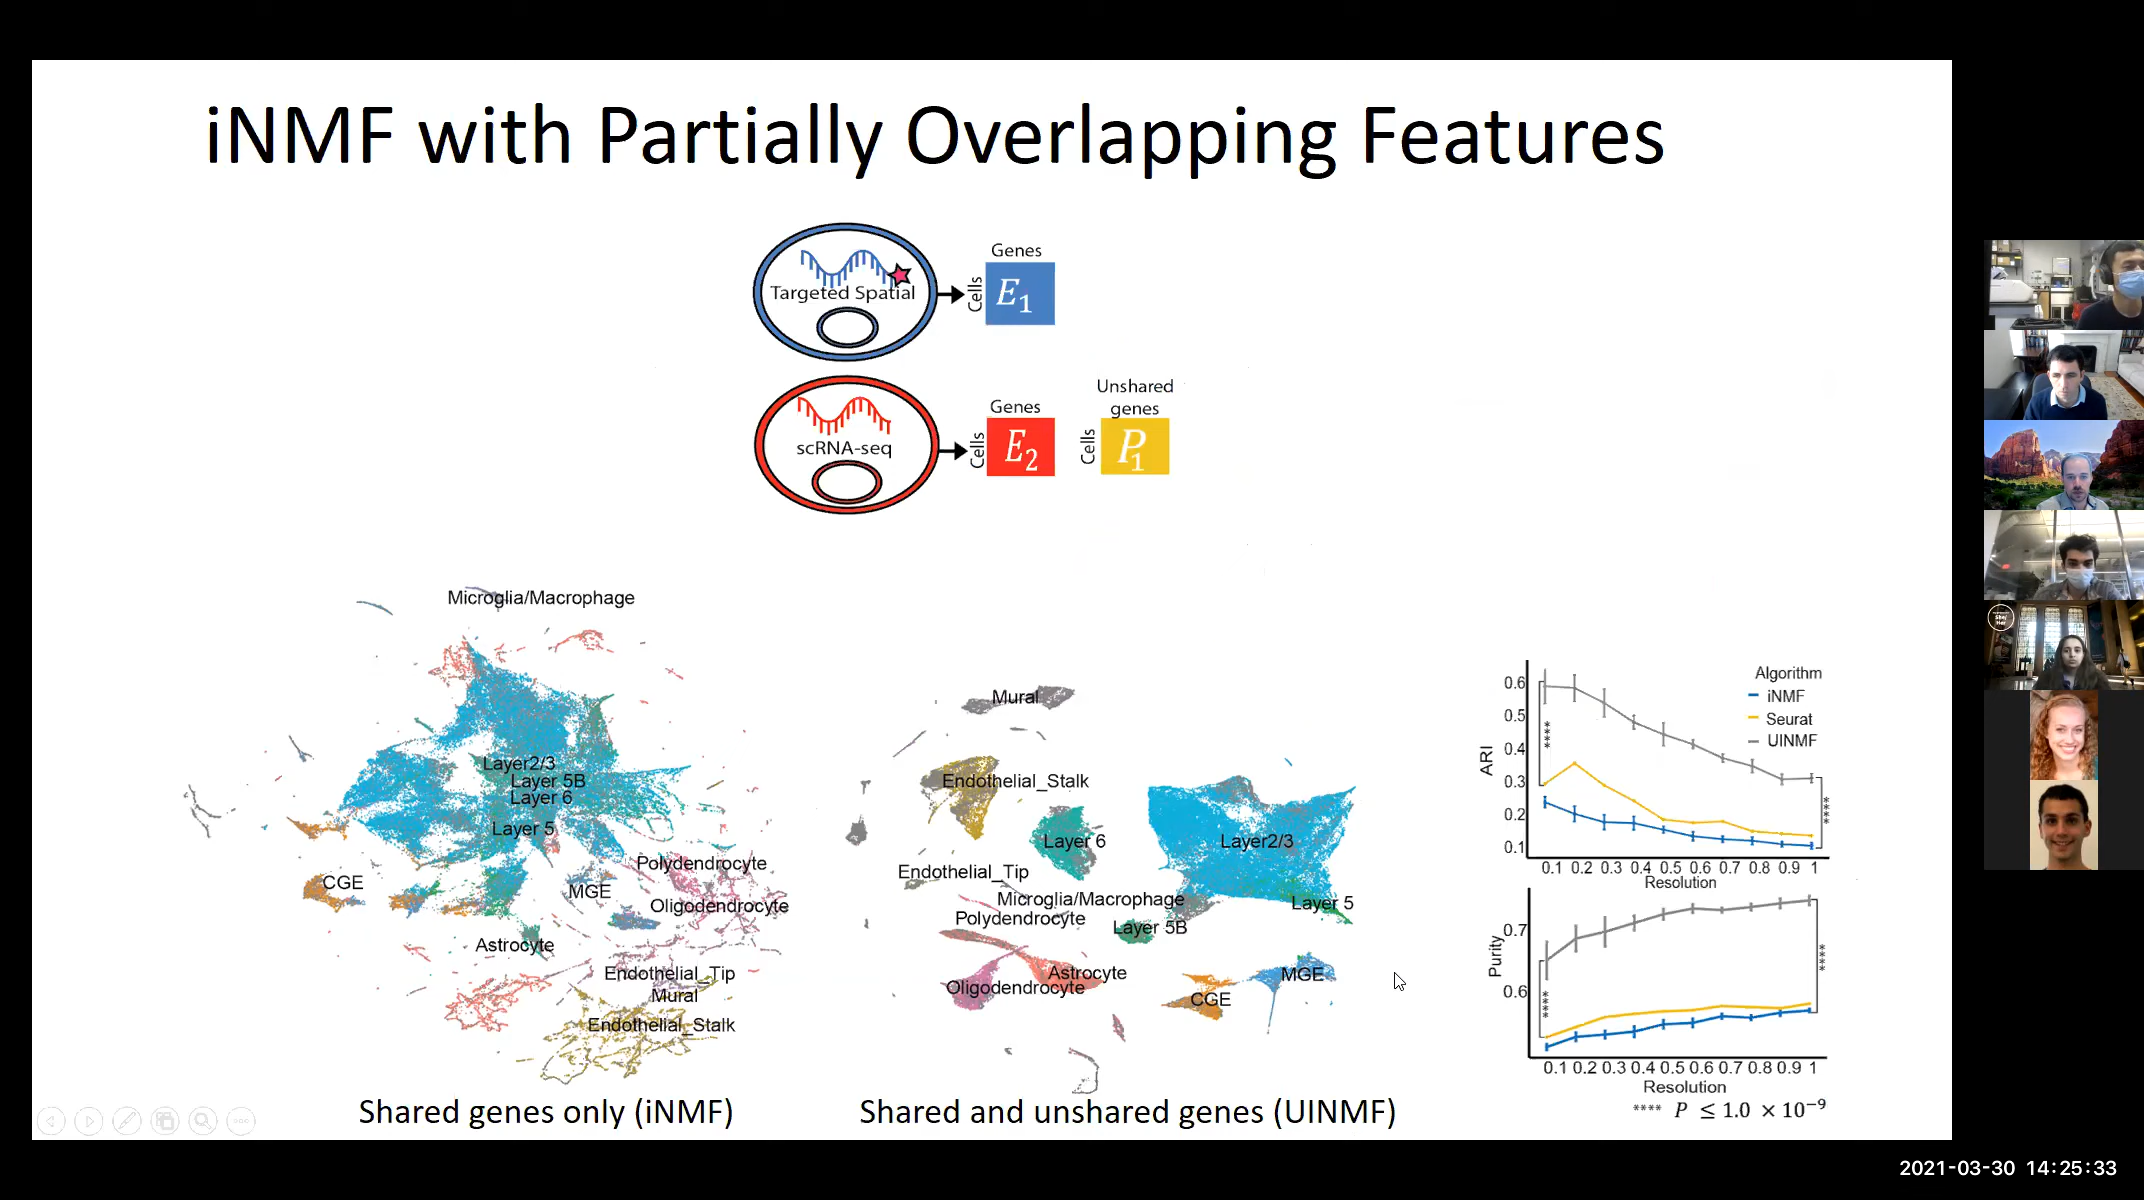 iNMF with Partially Overlapping Features
Targeted Spatial
Genes
Cells
E1
scRNA-seq
Genes
Cells
E2
Unshared
genes
Cells
P1
Microglia/Macrophage
Layer2/3
Layer 5B
Layer 6
Layer 5
CGE
Polydendrocyte
MGE
Oligodendrocyte
Astrocyte
Endothelial_Tip
Mural
Endothelial_Stalk
Shared genes only (iNMF)
Mural
Endothelial_Stalk
Layer 6
Layer2/3
Endothelial_Tip
Microglia/Macrophage
Layer 5
Polydendrocyte
Layer 5B
Astrocyte
MGE
Oligodendrocyte
CGE
Shared and unshared genes (UINMF)
Algorithm
iNMF
Seurat
UINMF
ARI
0.6
0.5
0.4
0.3
0.2
0.1
****
****
0.1 0.2 0.3 0.4 0.5 0.6 0.7 0.8 0.9 1
Resolution
Purity
0.7
0.6
****
****
0.1 0.2 0.3 0.4 0.5 0.6 0.7 0.8 0.9 1
Resolution
**** P ≤ 1.0 × 10⁻⁹
2021-03-30 14:25:33